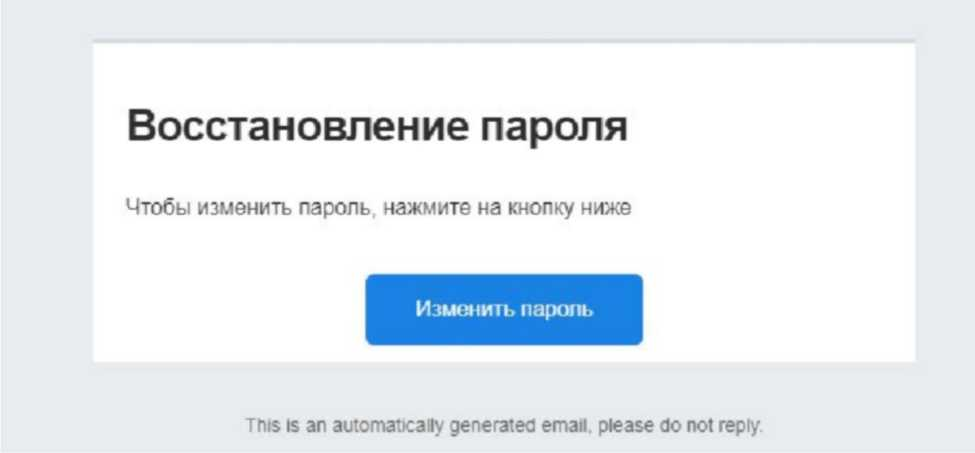 Восстановление пароля
Чтобы изменить пароль, нажмите на кнопку ниже
Изменить пароль
This is an automatically generated email, please do not reply.